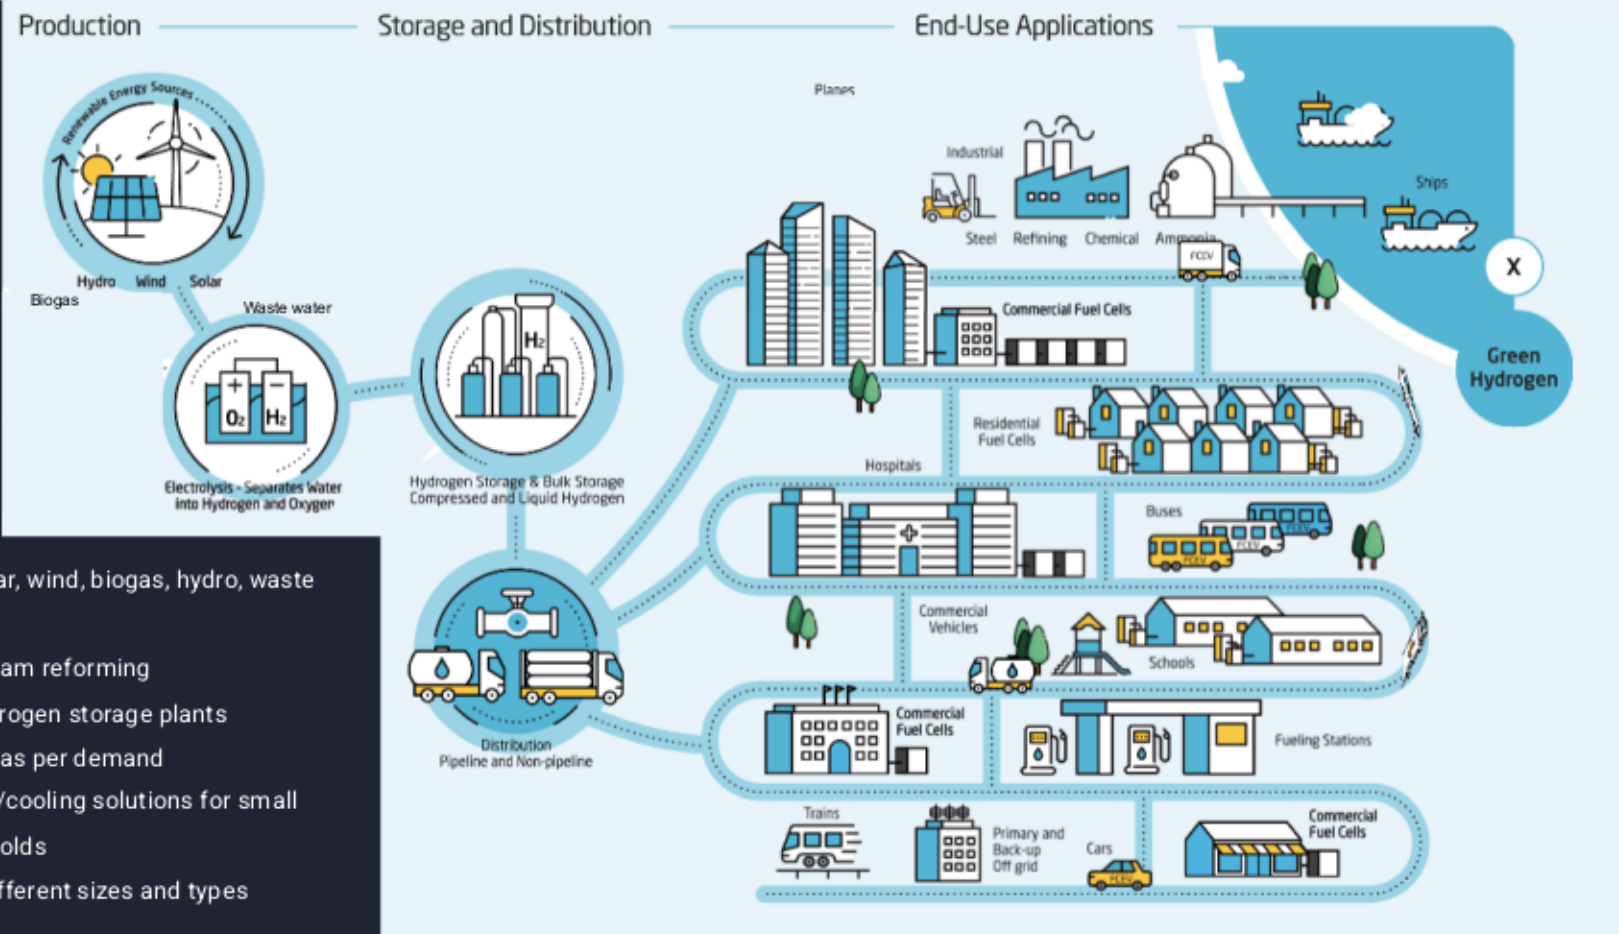 Production
Storage and Distribution
End-Use Applications
Renewable Energy Sources
Hydro Wind Solar
Biogas
Waste water
+
−
O2
H2
Electrolysis - Separates Water
into Hydrogen and Oxygen
H2
Hydrogen Storage & Bulk Storage
Compressed and Liquid Hydrogen
Distribution
Pipeline and Non-pipeline
Planes
Industrial
Steel Refining Chemical Ammonia
FCEV
Ships
X
Green
Hydrogen
Commercial Fuel Cells
Residential
Fuel Cells
Hospitals
Buses
FCEV
FCEV
FCEV
Commercial
Vehicles
Schools
Commercial
Fuel Cells
Fueling Stations
Trains
Primary and
Back-up
Off grid
Cars
FCEV
Commercial
Fuel Cells
ar, wind, biogas, hydro, waste
am reforming
rogen storage plants
as per demand
/cooling solutions for small
olds
fferent sizes and types